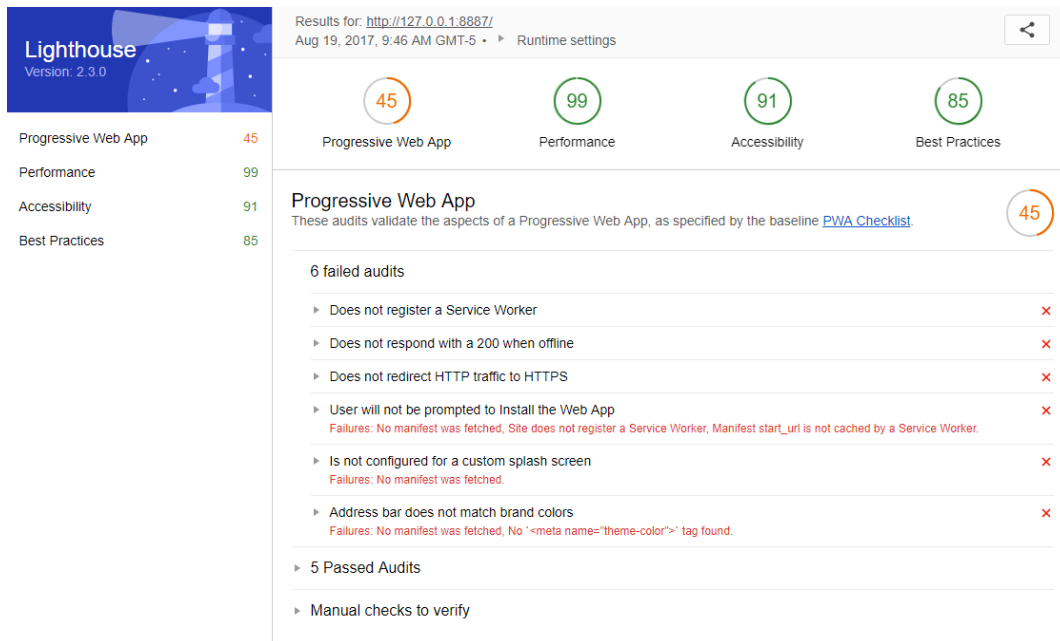 Lighthouse
Version: 2.3.0
Progressive Web App 45
Performance 99
Accessibility 91
Best Practices 85
Results for: http://127.0.0.1:8887/
Aug 19, 2017, 9:46 AM GMT-5 • Runtime settings
45 99 91 85
Progressive Web App Performance Accessibility Best Practices
Progressive Web App
These audits validate the aspects of a Progressive Web App, as specified by the baseline PWA Checklist.
45
6 failed audits
Does not register a Service Worker
Does not respond with a 200 when offline
Does not redirect HTTP traffic to HTTPS
User will not be prompted to Install the Web App
Failures: No manifest was fetched, Site does not register a Service Worker, Manifest start_url is not cached by a Service Worker.
Is not configured for a custom splash screen
Failures: No manifest was fetched.
Address bar does not match brand colors
Failures: No manifest was fetched, No `<meta name="theme-color">` tag found.
5 Passed Audits
Manual checks to verify